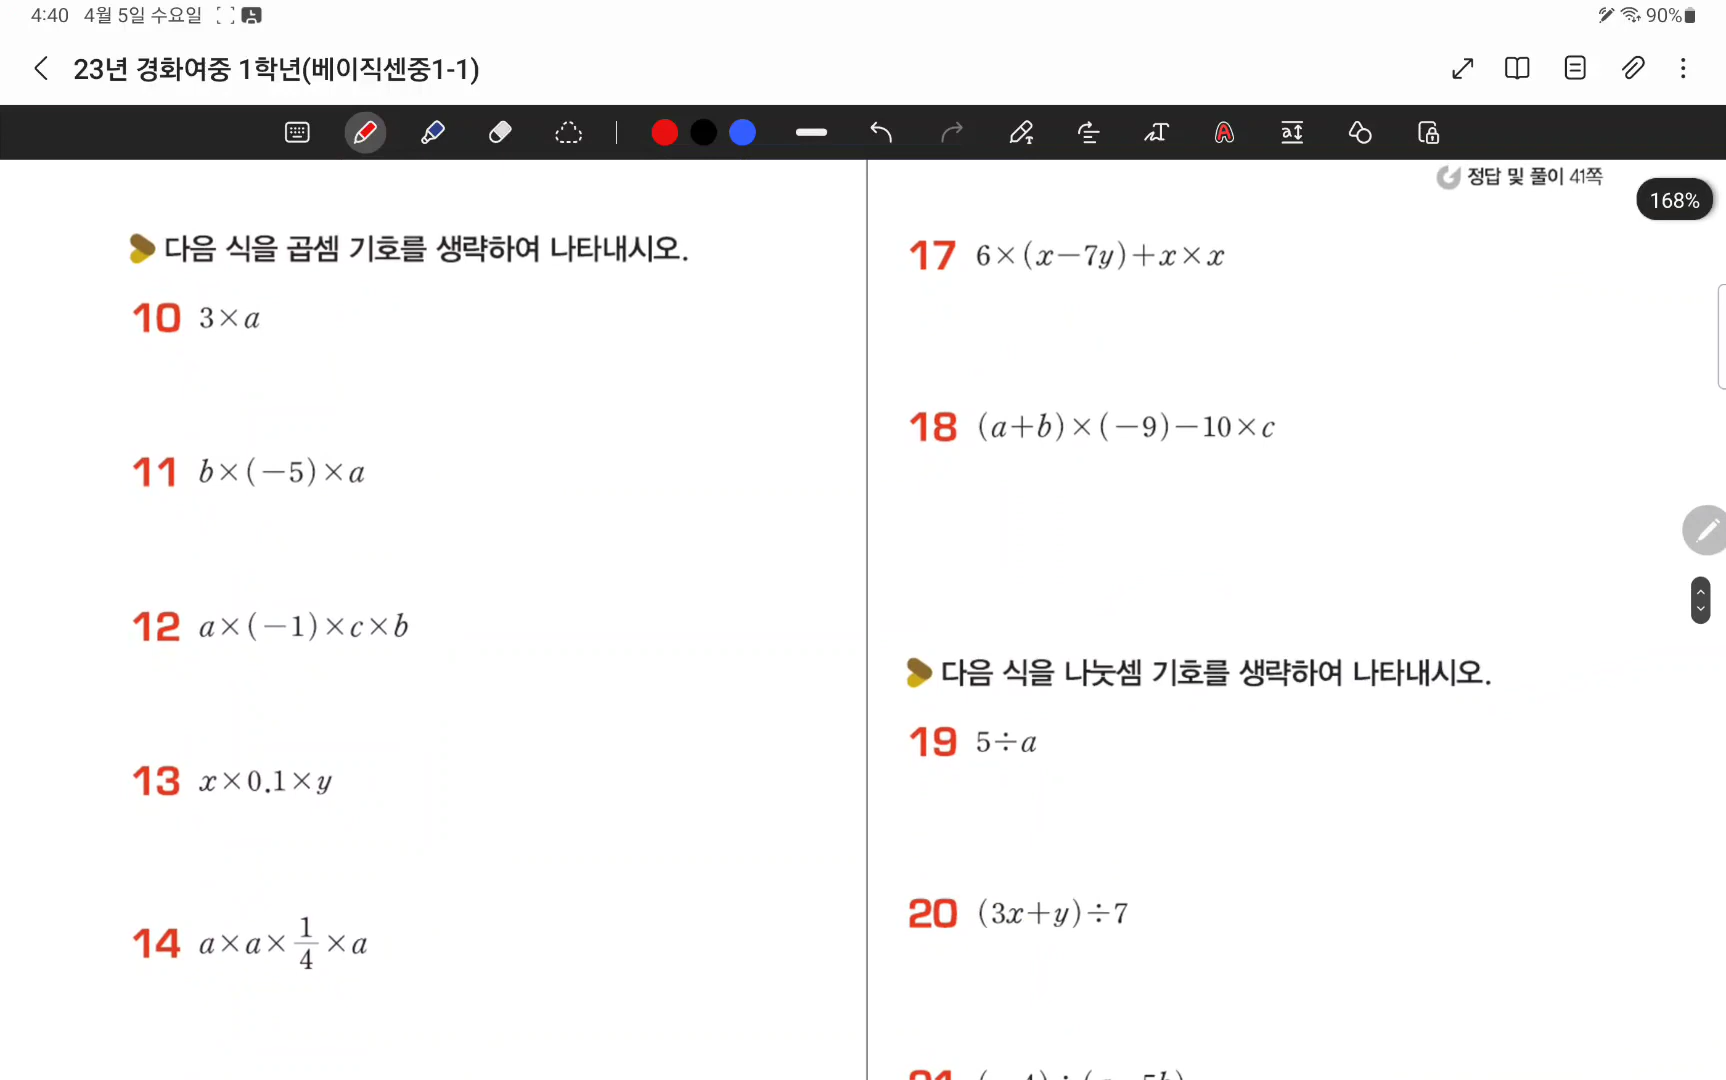 4:40 4월 5일 수요일
90%
23년 경화여중 1학년(베이직쎈중1-1)
정답 및 풀이 41쪽
168%
다음 식을 곱셈 기호를 생략하여 나타내시오.
10 3×a
11 b×(−5)×a
12 a×(−1)×c×b
13 x×0.1×y
14 a×a×1/4×a
17 6×(x−7y)+x×x
18 (a+b)×(−9)−10×c
다음 식을 나눗셈 기호를 생략하여 나타내시오.
19 5÷a
20 (3x+y)÷7